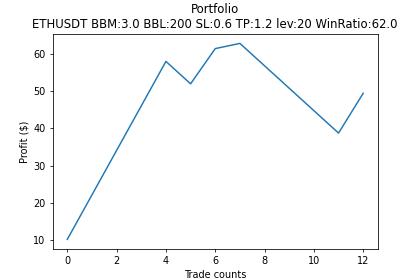 Portfolio
ETHUSDT BBM:3.0 BBL:200 SL:0.6 TP:1.2 lev:20 WinRatio:62.0
60
50
40
30
20
10
Profit ($)
0 2 4 6 8 10 12
Trade counts